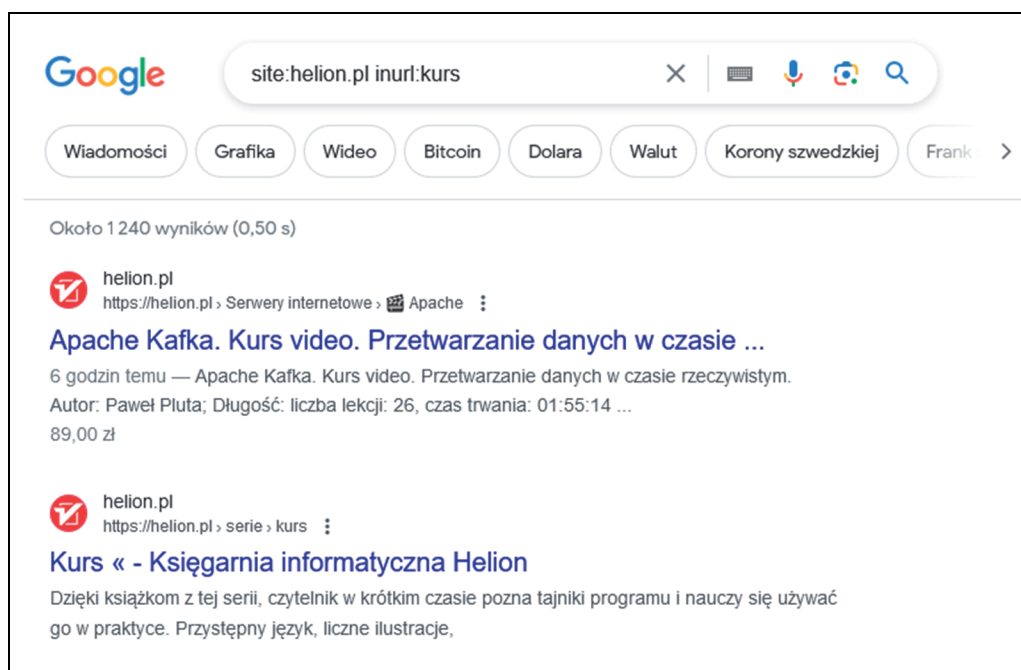 Google
site:helion.pl inurl:kurs
Wiadomości Grafika Wideo Bitcoin Dolara Walut Korony szwedzkiej Frank
Około 1 240 wyników (0,50 s)
helion.pl
https://helion.pl › Serwery internetowe › Apache
Apache Kafka. Kurs video. Przetwarzanie danych w czasie ...
6 godzin temu — Apache Kafka. Kurs video. Przetwarzanie danych w czasie rzeczywistym.
Autor: Paweł Pluta; Długość: liczba lekcji: 26, czas trwania: 01:55:14 ...
89,00 zł
helion.pl
https://helion.pl › serie › kurs
Kurs « - Księgarnia informatyczna Helion
Dzięki książkom z tej serii, czytelnik w krótkim czasie pozna tajniki programu i nauczy się używać
go w praktyce. Przystępny język, liczne ilustracje,